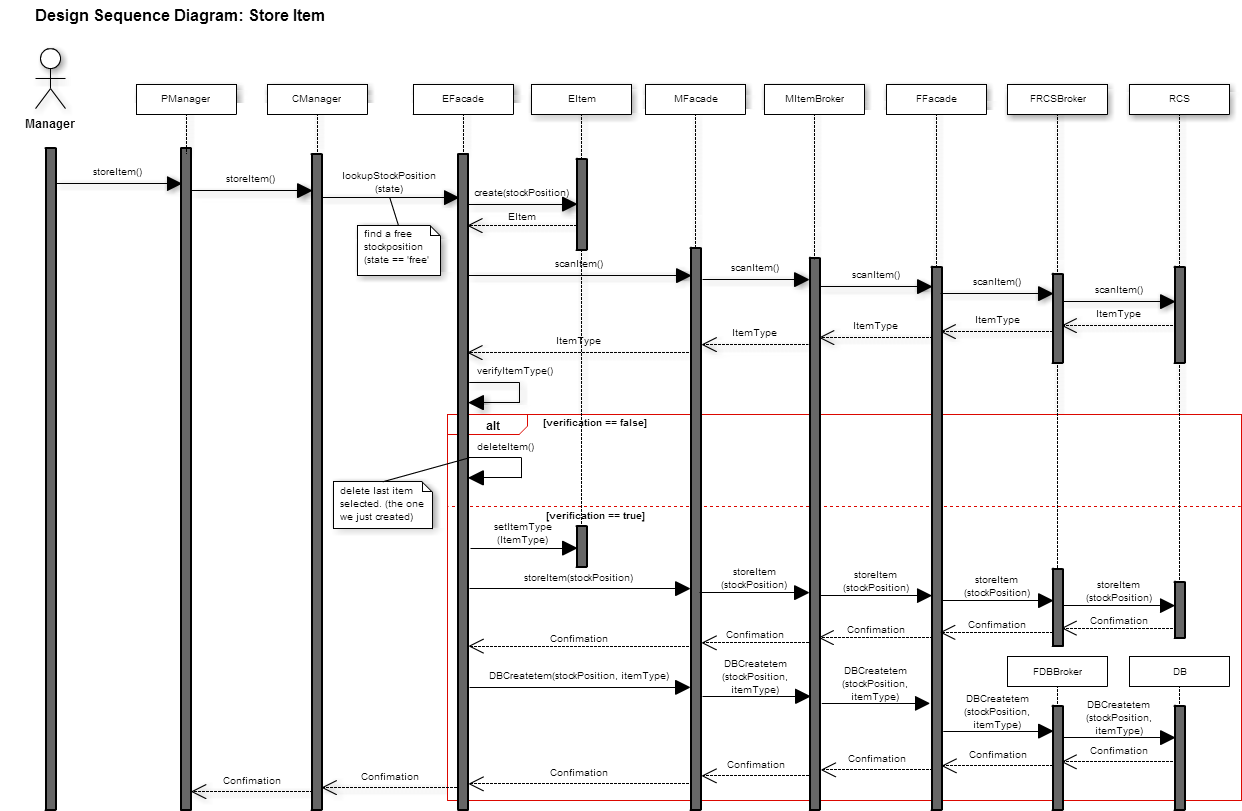 Design Sequence Diagram: Store Item
Manager
PManager
CManager
EFacade
EItem
MFacade
MItemBroker
FFacade
FRCSBroker
RCS
storeItem()
storeItem()
lookupStockPosition
(state)
create(stockPosition)
EItem
find a free
stockposition
(state == 'free'
scanItem()
scanItem()
scanItem()
scanItem()
scanItem()
ItemType
ItemType
ItemType
ItemType
ItemType
verifyItemType()
alt
[verification == false]
deleteItem()
delete last item
selected. (the one
we just created)
[verification == true]
setItemType
(ItemType)
storeItem(stockPosition)
storeItem
(stockPosition)
storeItem
(stockPosition)
storeItem
(stockPosition)
storeItem
(stockPosition)
Confimation
Confimation
Confimation
Confimation
Confimation
FDBBroker
DB
DBCreatetem(stockPosition, itemType)
DBCreatetem
(stockPosition,
itemType)
DBCreatetem
(stockPosition,
itemType)
DBCreatetem
(stockPosition,
itemType)
DBCreatetem
(stockPosition,
itemType)
Confimation
Confimation
Confimation
Confimation
Confimation
Confimation
Confimation